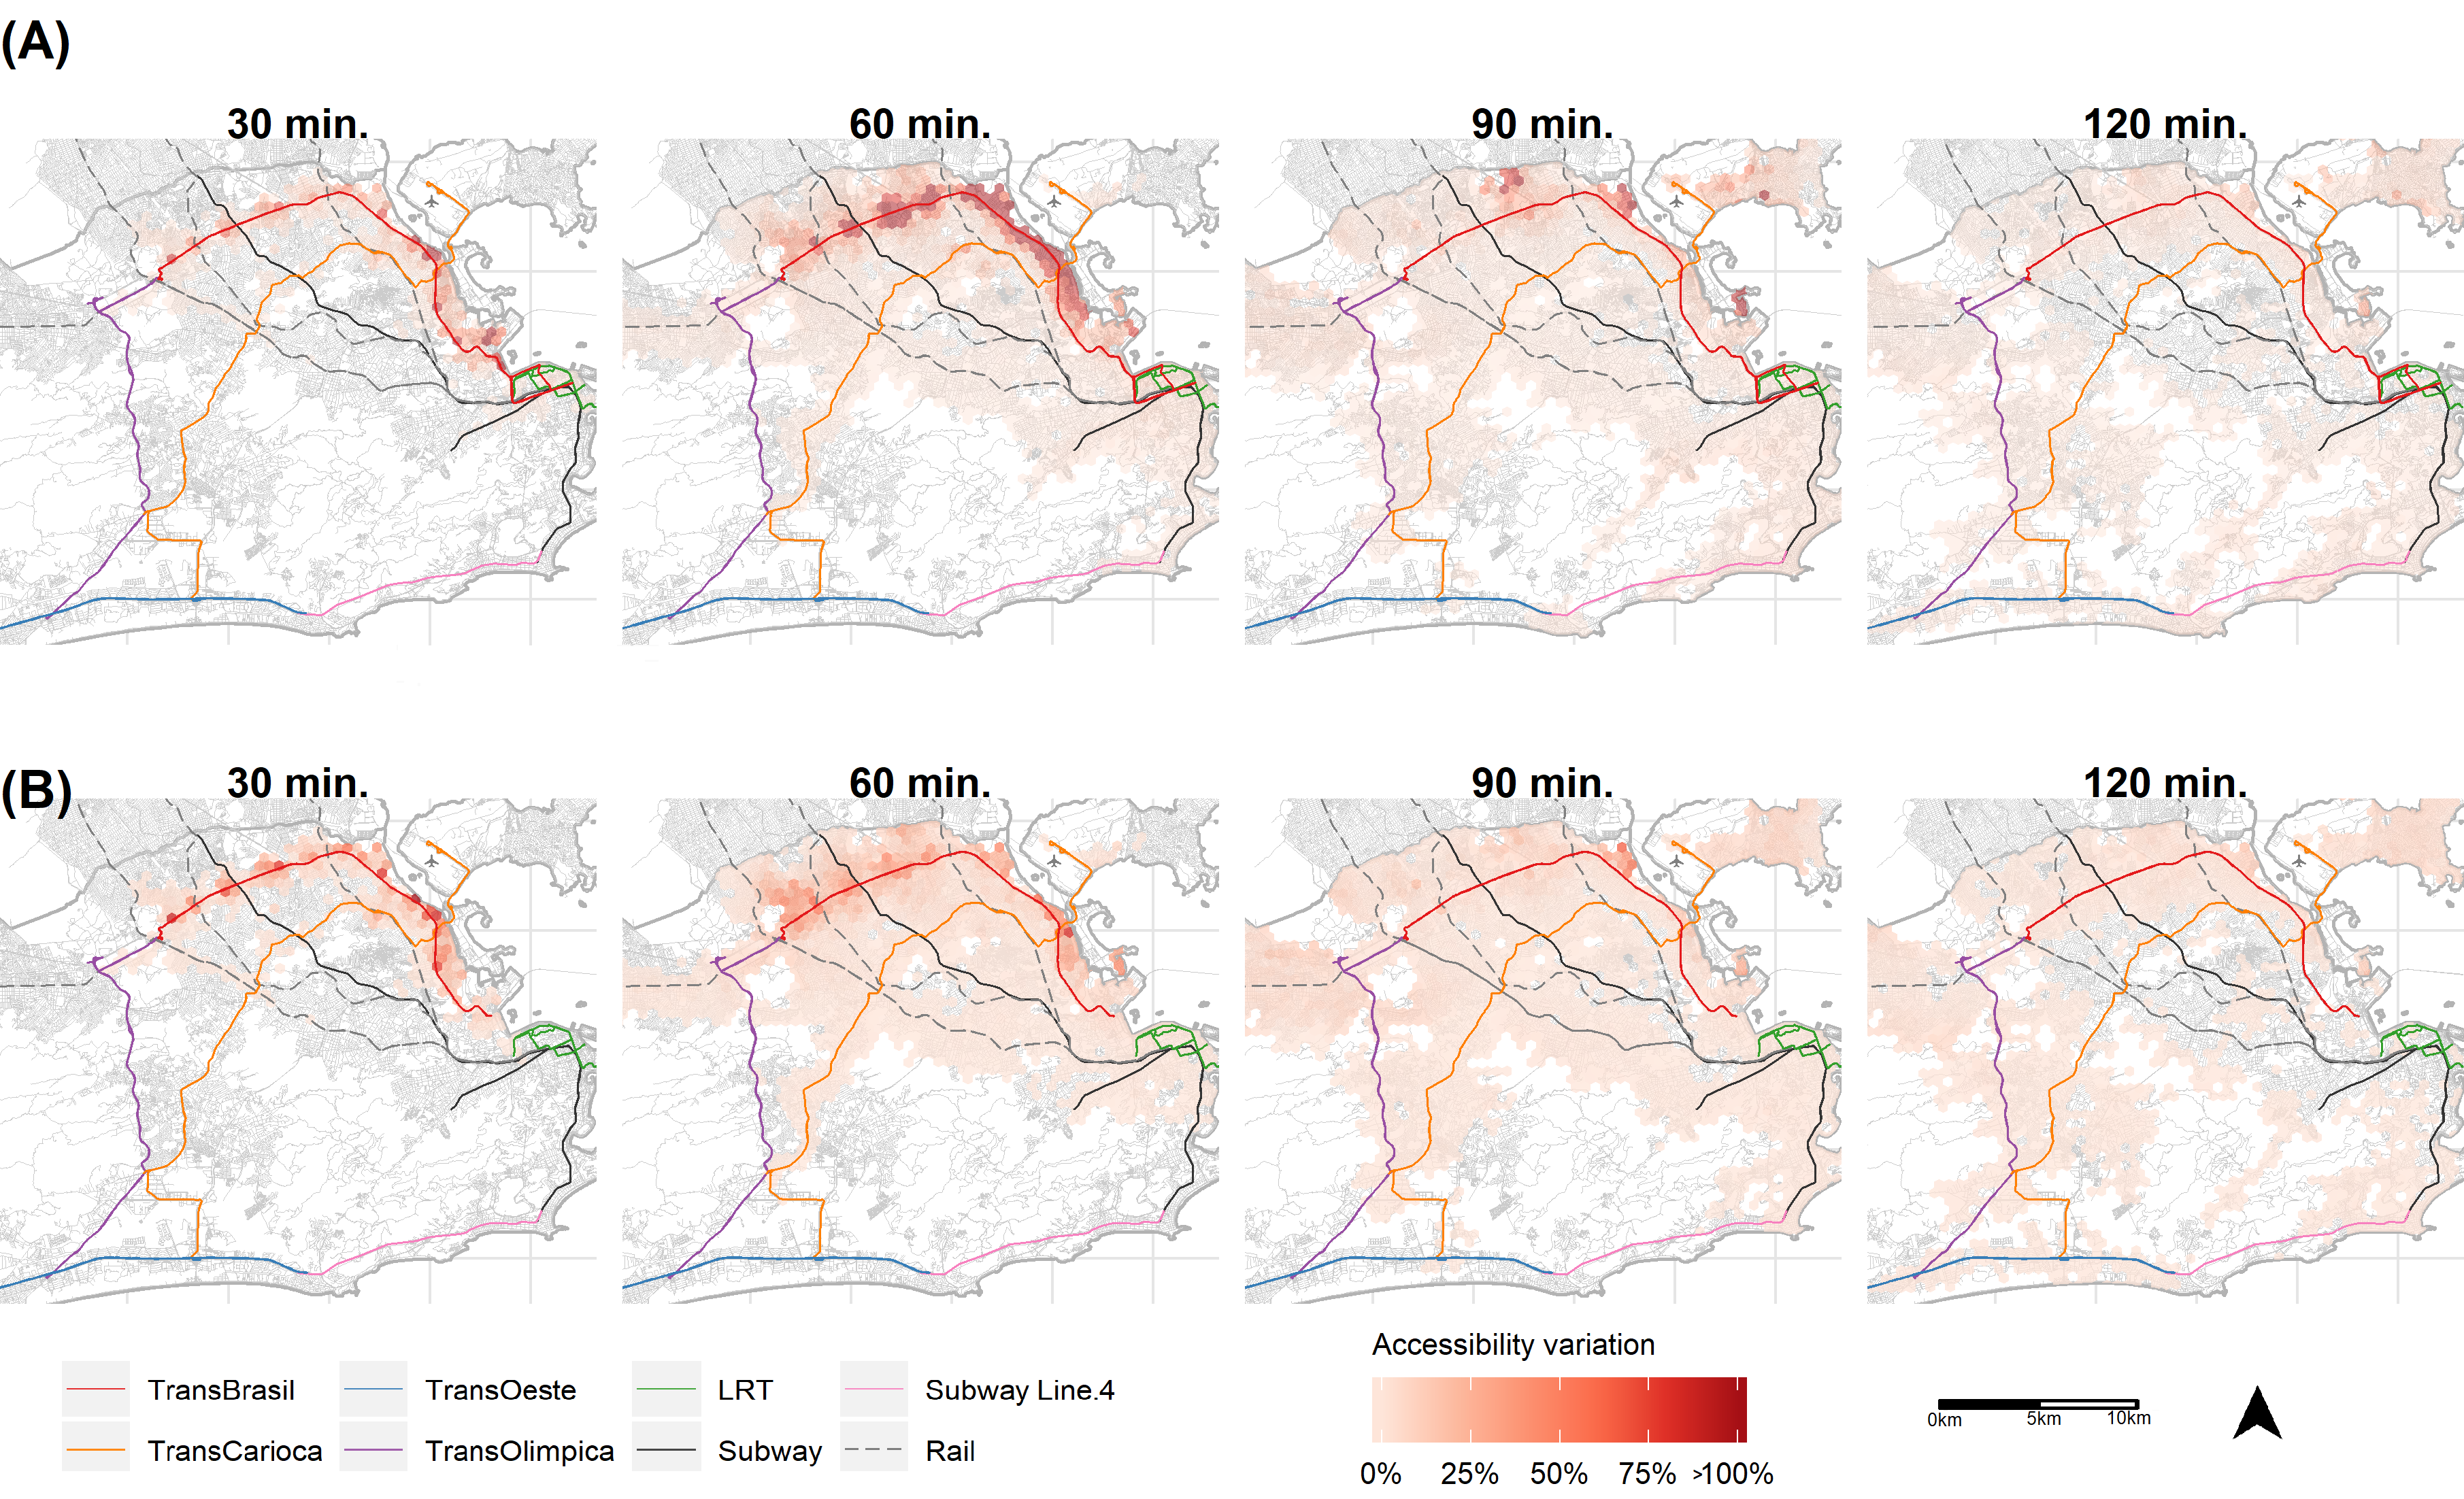 (A)
30 min. 60 min. 90 min. 120 min.
(B)
30 min. 60 min. 90 min. 120 min.
Accessibility variation
TransBrasil TransOeste LRT Subway Line.4
TransCarioca TransOlimpica Subway Rail
0% 25% 50% 75% >100%
0km 5km 10km